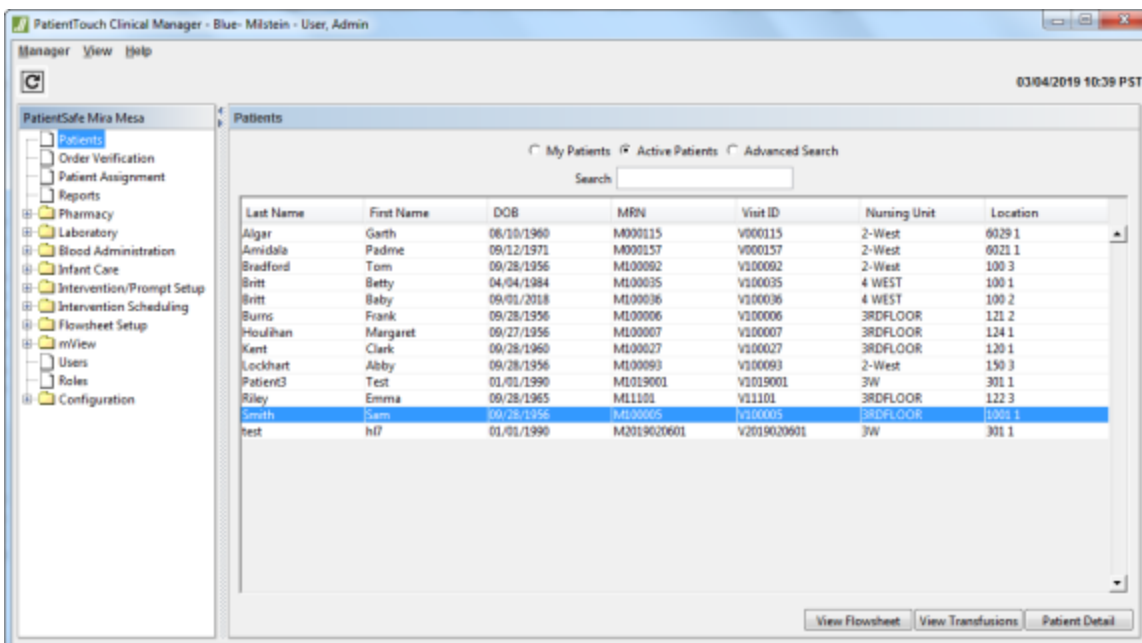 PatientTouch Clinical Manager - Blue- Milstein - User, Admin
Manager View Help
03/04/2019 10:39 PST
PatientSafe Mira Mesa
Patients
Order Verification
Patient Assignment
Reports
Pharmacy
Laboratory
Blood Administration
Infant Care
Intervention/Prompt Setup
Intervention Scheduling
Flowsheet Setup
mView
Users
Roles
Configuration
Patients
My Patients Active Patients Advanced Search
Search
Last Name First Name DOB MRN Visit ID Nursing Unit Location
Algar Garth 08/10/1960 M000115 V000115 2-West 6029 1
Amidala Padme 09/12/1971 M000157 V000157 2-West 6021 1
Bradford Tom 09/28/1956 M100092 V100092 2-West 100 3
Britt Betty 04/04/1984 M100035 V100035 4 WEST 100 1
Britt Baby 09/01/2018 M100036 V100036 4 WEST 100 2
Burns Frank 09/28/1956 M100006 V100006 3RDFLOOR 121 2
Houlihan Margaret 09/27/1956 M100007 V100007 3RDFLOOR 124 1
Kent Clark 09/28/1960 M100027 V100027 3RDFLOOR 120 1
Lockhart Abby 09/28/1956 M100093 V100093 2-West 150 3
Patient3 Test 01/01/1990 M1019001 V1019001 3W 301 1
Riley Emma 09/28/1965 M11101 V11101 3RDFLOOR 122 3
Smith Sam 09/28/1956 M100005 V100005 3RDFLOOR 1001 1
test hl7 01/01/1990 M2019020601 V2019020601 3W 301 1
View Flowsheet View Transfusions Patient Detail